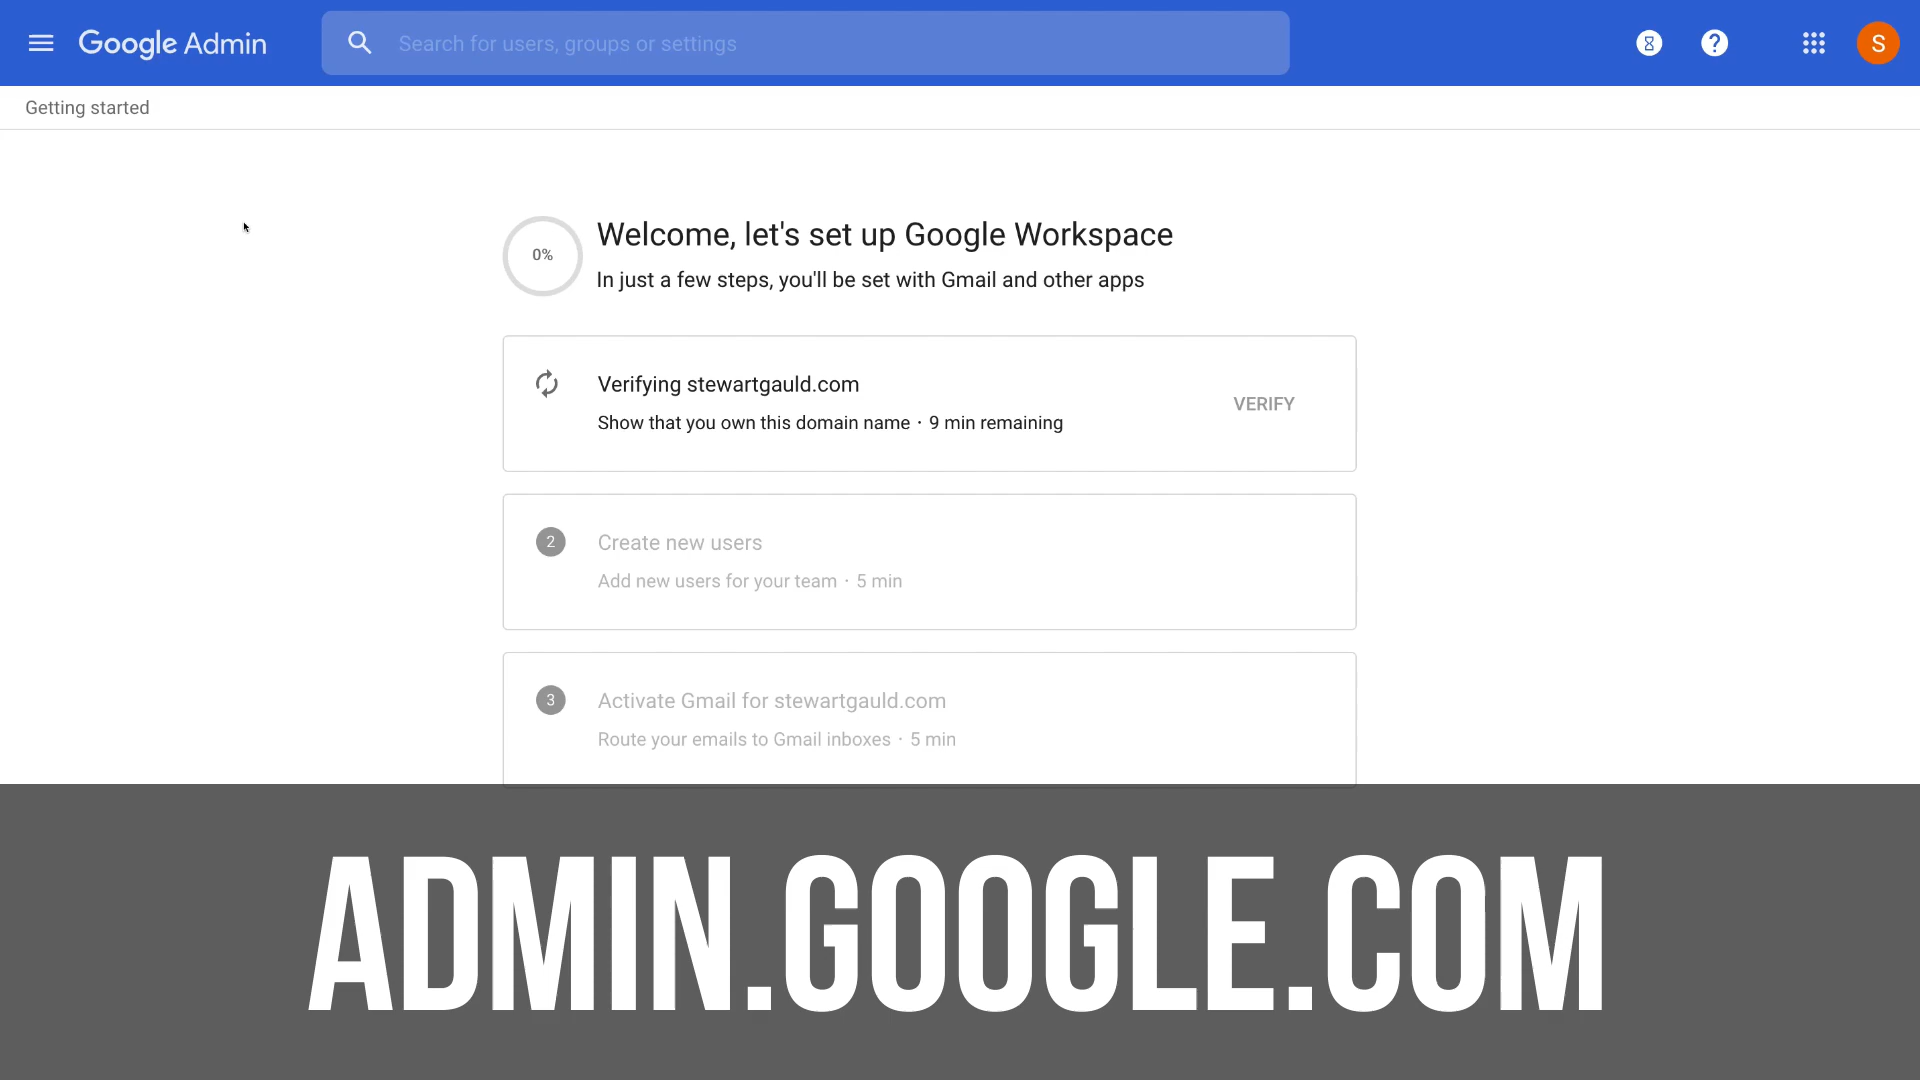 Google Admin
Search for users, groups or settings
?
S
Getting started
0%
Welcome, let's set up Google Workspace
In just a few steps, you'll be set with Gmail and other apps
Verifying stewartgauld.com
VERIFY
Show that you own this domain name · 9 min remaining
2
Create new users
Add new users for your team · 5 min
3
Activate Gmail for stewartgauld.com
Route your emails to Gmail inboxes · 5 min
ADMIN.GOOGLE.COM